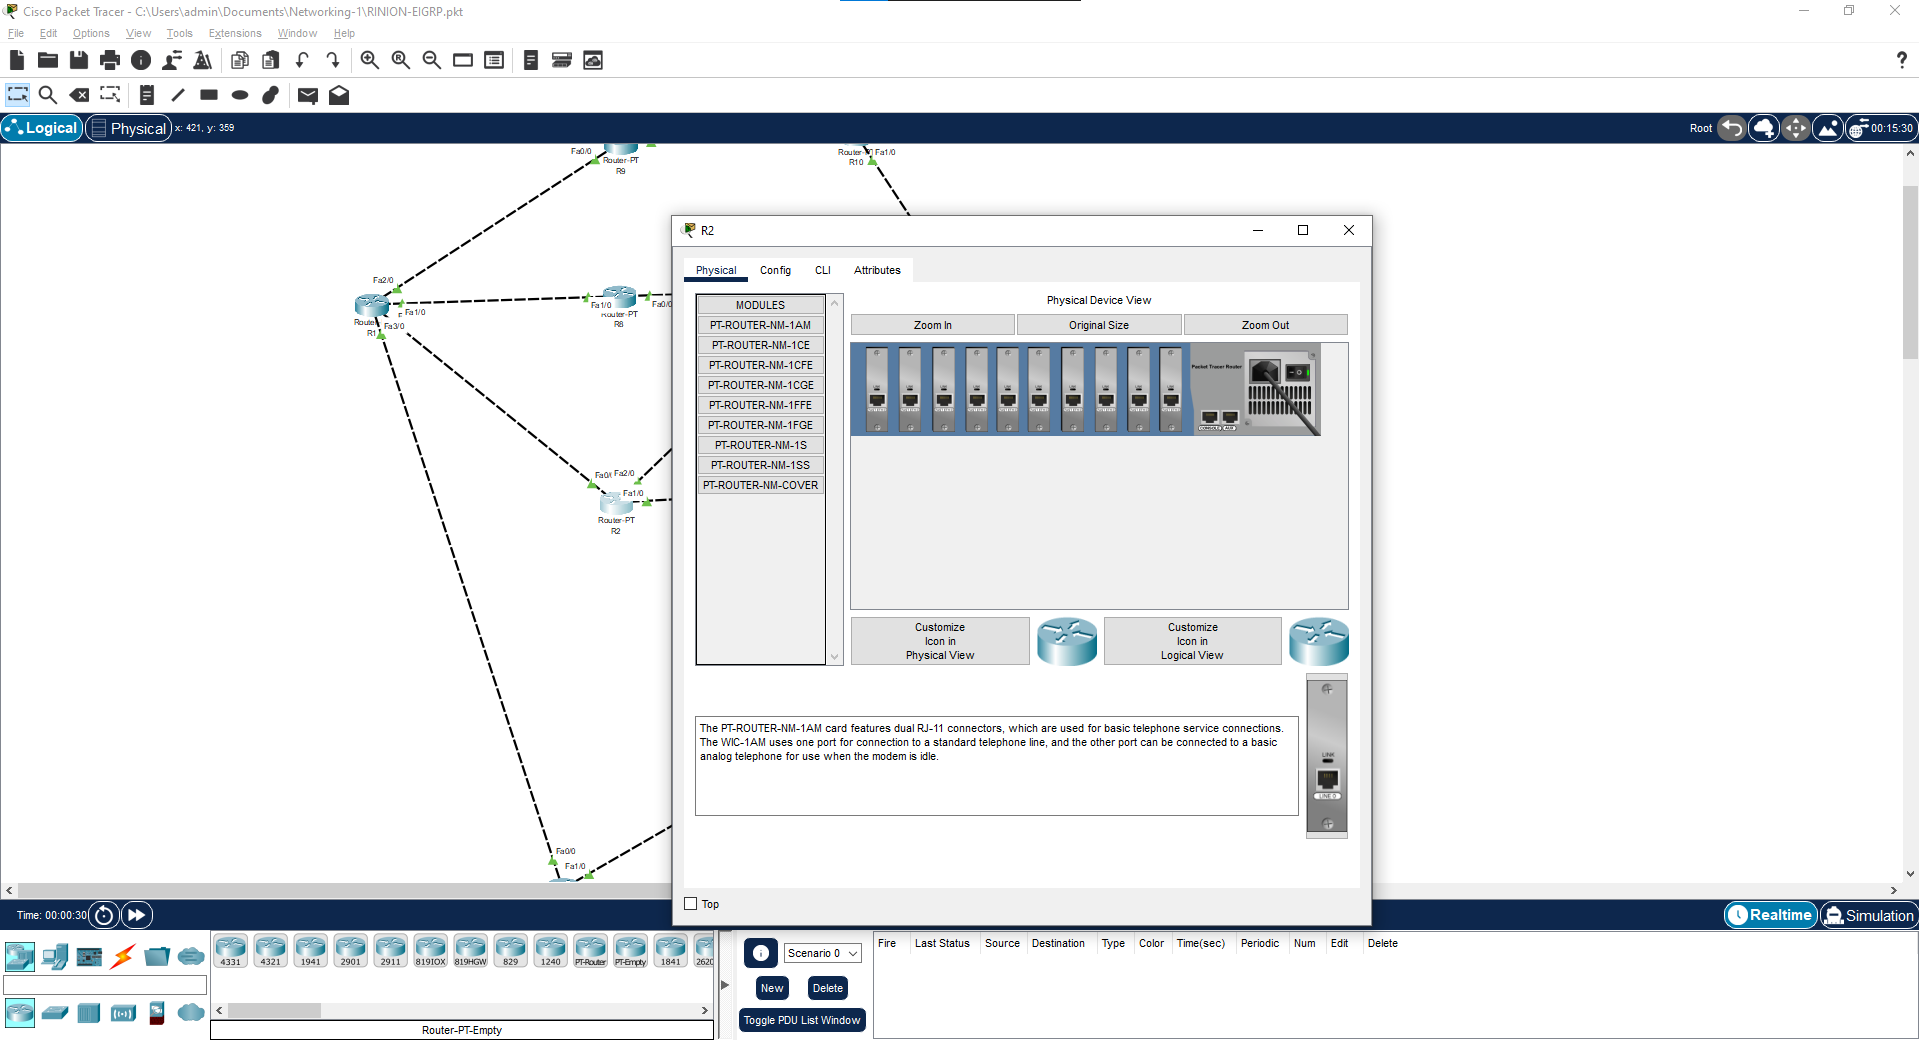 Cisco Packet Tracer - C:\Users\admin\Documents\Networking-1\RINION-EIGRP.pkt
File Edit Options View Tools Extensions Window Help
?
Logical Physical x: 421, y: 359 Root 00:15:30
Fa0/0
Router-PT
R9
Fa1/0
R10
Fa2/0
Fa1/0
Fa3/0
R1
Fa1/0
Router-PT
R8
Fa2/0
Fa1/0
Router-PT
R2
Fa0/0
Fa1/0
R2
Physical Config CLI Attributes
MODULES
PT-ROUTER-NM-1AM
PT-ROUTER-NM-1CE
PT-ROUTER-NM-1CFE
PT-ROUTER-NM-1CGE
PT-ROUTER-NM-1FFE
PT-ROUTER-NM-1FGE
PT-ROUTER-NM-1S
PT-ROUTER-NM-1SS
PT-ROUTER-NM-COVER
Physical Device View
Zoom In Original Size Zoom Out
Packet Tracer Router
CONSOLE AUX
Customize
Icon in
Physical View
Customize
Icon in
Logical View
The PT-ROUTER-NM-1AM card features dual RJ-11 connectors, which are used for basic telephone service connections.
The WIC-1AM uses one port for connection to a standard telephone line, and the other port can be connected to a basic
analog telephone for use when the modem is idle.
LINK
LINE 0
Top
Time: 00:00:30 Realtime Simulation
4331 4321 1941 2901 2911 819IOX 819HGW 829 1240 PT-Router PT-Empty 1841 2620
Router-PT-Empty
Scenario 0
New Delete
Toggle PDU List Window
Fire Last Status Source Destination Type Color Time(sec) Periodic Num Edit Delete